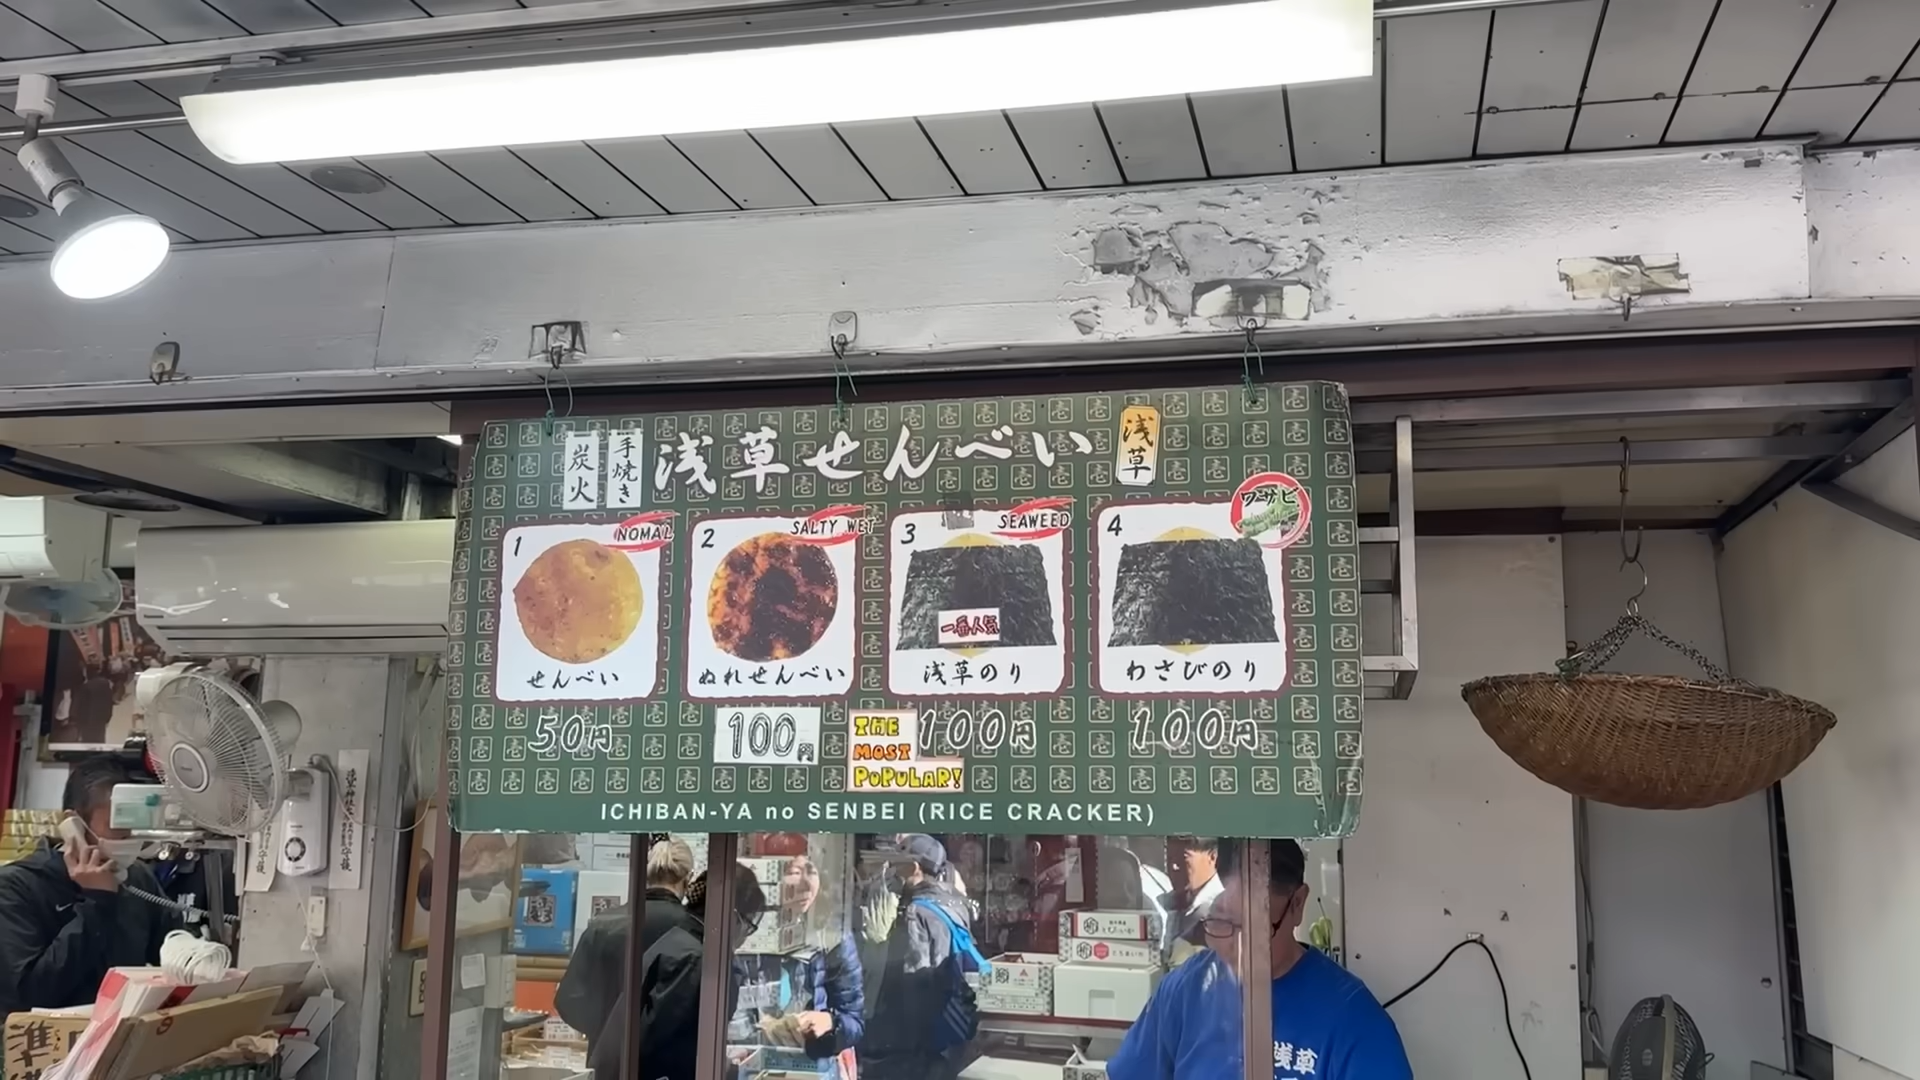 炭火
手焼き
浅草せんべい
浅草
1
NOMAL
せんべい
50円
2
SALTY WET
ぬれせんべい
100円
3
SEAWEED
一番人気
浅草のり
THE
MOST
POPULAR!
100円
4
ワサビ
わさびのり
100円
ICHIBAN-YA no SENBEI (RICE CRACKER)
浅草
準